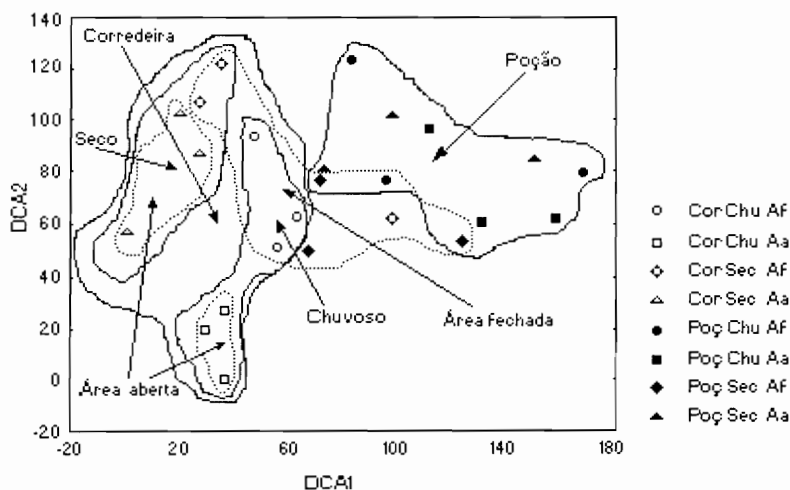 140
120
100
80
60
40
20
0
-20
DCA2
-20
20
60
100
140
180
DCA1
Corredeira
Poção
Seco
Chuvoso
Área fechada
Área aberta
Cor Chu Af
Cor Chu Aa
Cor Sec Af
Cor Sec Aa
Poç Chu Af
Poç Chu Aa
Poç Sec Af
Poç Sec Aa